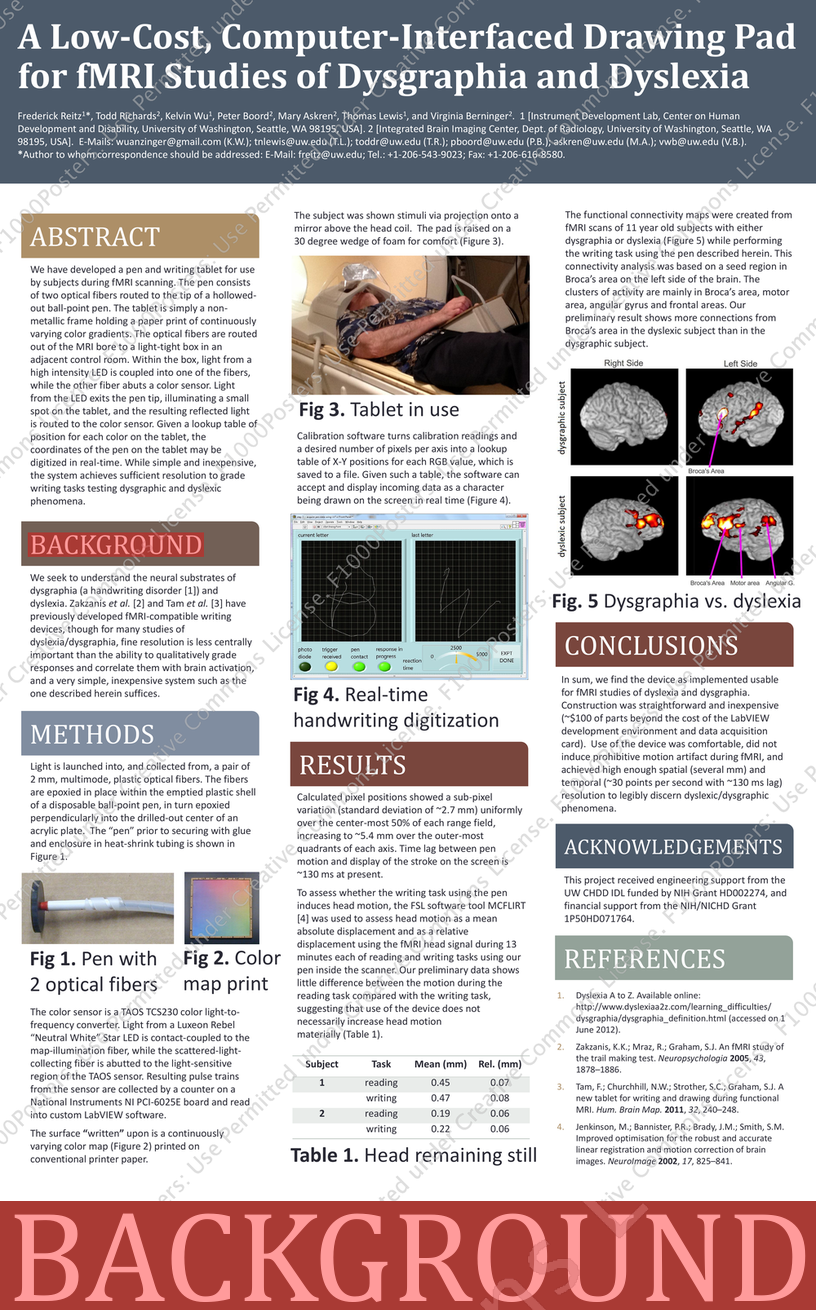 A Low-Cost, Computer-Interfaced Drawing Pad
for fMRI Studies of Dysgraphia and Dyslexia
Frederick Reitz1*, Todd Richards2, Kelvin Wu1, Peter Boord2, Mary Askren2, Thomas Lewis1, and Virginia Berninger2. 1 [Instrument Development Lab, Center on Human
Development and Disability, University of Washington, Seattle, WA 98195, USA]. 2 [Integrated Brain Imaging Center, Dept. of Radiology, University of Washington, Seattle, WA
98195, USA]. E-Mails: wuanzinger@gmail.com (K.W.); tnlewis@uw.edu (T.L.); toddr@uw.edu (T.R.); pboord@uw.edu (P.B.); askren@uw.edu (M.A.); vwb@uw.edu (V.B.).
*Author to whom correspondence should be addressed: E-Mail: freitz@uw.edu; Tel.: +1-206-543-9023; Fax: +1-206-616-8580.
ABSTRACT
We have developed a pen and writing tablet for use
by subjects during fMRI scanning. The pen consists
of two optical fibers routed to the tip of a hollowed-
out ball-point pen. The tablet is simply a non-
metallic frame holding a paper print of continuously
varying color gradients. The optical fibers are routed
out of the MRI bore to a light-tight box in an
adjacent control room. Within the box, light from a
high intensity LED is coupled into one of the fibers,
while the other fiber abuts a color sensor. Light
from the LED exits the pen tip, illuminating a small
spot on the tablet, and the resulting reflected light
is routed to the color sensor. Given a lookup table of
position for each color on the tablet, the
coordinates of the pen on the tablet may be
digitized in real-time. While simple and inexpensive,
the system achieves sufficient resolution to grade
writing tasks testing dysgraphic and dyslexic
phenomena.
BACKGROUND
We seek to understand the neural substrates of
dysgraphia (a handwriting disorder [1]) and
dyslexia. Zakzanis et al. [2] and Tam et al. [3] have
previously developed fMRI-compatible writing
devices, though for many studies of
dyslexia/dysgraphia, fine resolution is less centrally
important than the ability to qualitatively grade
responses and correlate them with brain activation,
and a very simple, inexpensive system such as the
one described herein suffices.
METHODS
Light is launched into, and collected from, a pair of
2 mm, multimode, plastic optical fibers. The fibers
are epoxied in place within the emptied plastic shell
of a disposable ball-point pen, in turn epoxied
perpendicularly into the drilled-out center of an
acrylic plate. The “pen” prior to securing with glue
and enclosure in heat-shrink tubing is shown in
Figure 1.
Fig 1. Pen with
2 optical fibers
Fig 2. Color
map print
The color sensor is a TAOS TCS230 color light-to-
frequency converter. Light from a Luxeon Rebel
“Neutral White” Star LED is contact-coupled to the
map-illumination fiber, while the scattered-light-
collecting fiber is abutted to the light-sensitive
region of the TAOS sensor. Resulting pulse trains
from the sensor are collected by a counter on a
National Instruments NI PCI-6025E board and read
into custom LabVIEW software.
The surface “written” upon is a continuously
varying color map (Figure 2) printed on
conventional printer paper.
The subject was shown stimuli via projection onto a
mirror above the head coil. The pad is raised on a
30 degree wedge of foam for comfort (Figure 3).
Fig 3. Tablet in use
Calibration software turns calibration readings and
a desired number of pixels per axis into a lookup
table of X-Y positions for each RGB value, which is
saved to a file. Given such a table, the software can
accept and display incoming data as a character
being drawn on the screen in real time (Figure 4).
current letter
last letter
photo diode
trigger received
pen contact
response in progress
reaction time
0
2500
5000
EXPT DONE
Fig 4. Real-time
handwriting digitization
RESULTS
Calculated pixel positions showed a sub-pixel
variation (standard deviation of ~2.7 mm) uniformly
over the center-most 50% of each range field,
increasing to ~5.4 mm over the outer-most
quadrants of each axis. Time lag between pen
motion and display of the stroke on the screen is
~130 ms at present.
To assess whether the writing task using the pen
induces head motion, the FSL software tool MCFLIRT
[4] was used to assess head motion as a mean
absolute displacement and as a relative
displacement using the fMRI head signal during 13
minutes each of reading and writing tasks using our
pen inside the scanner. Our preliminary data shows
little difference between the motion during the
reading task compared with the writing task,
suggesting that use of the device does not
necessarily increase head motion
materially (Table 1).
Subject Task Mean (mm) Rel. (mm)
1 reading 0.45 0.07
writing 0.47 0.08
2 reading 0.19 0.06
writing 0.22 0.06
Table 1. Head remaining still
The functional connectivity maps were created from
fMRI scans of 11 year old subjects with either
dysgraphia or dyslexia (Figure 5) while performing
the writing task using the pen described herein. This
connectivity analysis was based on a seed region in
Broca’s area on the left side of the brain. The
clusters of activity are mainly in Broca’s area, motor
area, angular gyrus and frontal areas. Our
preliminary result shows more connections from
Broca’s area in the dyslexic subject than in the
dysgraphic subject.
Right Side
Left Side
dysgraphic subject
Broca's Area
dyslexic subject
Broca's Area Motor area Angular G.
Fig. 5 Dysgraphia vs. dyslexia
CONCLUSIONS
In sum, we find the device as implemented usable
for fMRI studies of dyslexia and dysgraphia.
Construction was straightforward and inexpensive
(~$100 of parts beyond the cost of the LabVIEW
development environment and data acquisition
card). Use of the device was comfortable, did not
induce prohibitive motion artifact during fMRI, and
achieved high enough spatial (several mm) and
temporal (~30 points per second with ~130 ms lag)
resolution to legibly discern dyslexic/dysgraphic
phenomena.
ACKNOWLEDGEMENTS
This project received engineering support from the
UW CHDD IDL funded by NIH Grant HD002274, and
financial support from the NIH/NICHD Grant
1P50HD071764.
REFERENCES
1. Dyslexia A to Z. Available online:
http://www.dyslexiaa2z.com/learning_difficulties/
dysgraphia/dysgraphia_definition.html (accessed on 1
June 2012).
2. Zakzanis, K.K.; Mraz, R.; Graham, S.J. An fMRI study of
the trail making test. Neuropsychologia 2005, 43,
1878–1886.
3. Tam, F.; Churchill, N.W.; Strother, S.C.; Graham, S.J. A
new tablet for writing and drawing during functional
MRI. Hum. Brain Map. 2011, 32, 240–248.
4. Jenkinson, M.; Bannister, P.R.; Brady, J.M.; Smith, S.M.
Improved optimisation for the robust and accurate
linear registration and motion correction of brain
images. NeuroImage 2002, 17, 825–841.
BACKGROUND